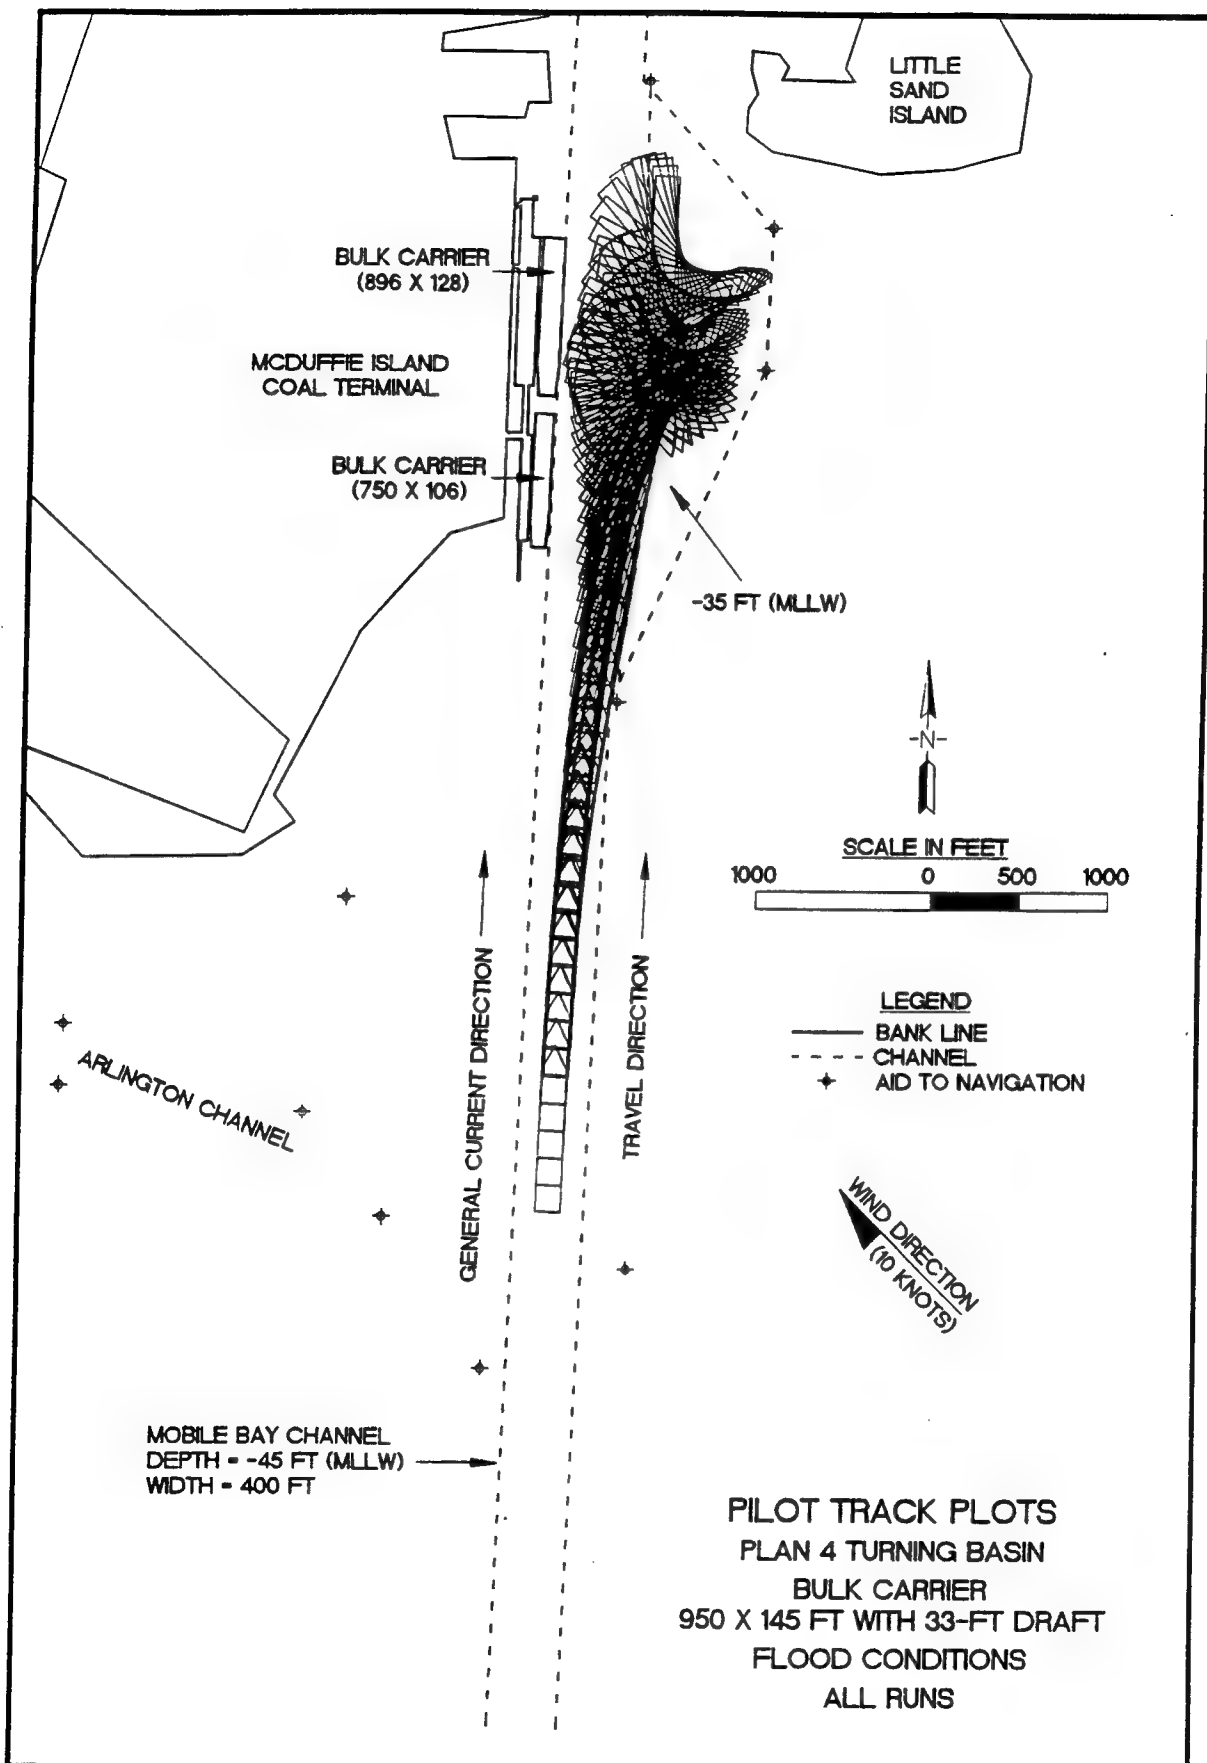 LITTLE
SAND
ISLAND
BULK CARRIER
(896 X 128)
MCDUFFIE ISLAND
COAL TERMINAL
BULK CARRIER
(750 X 106)
-35 FT (MLLW)
-N-
SCALE IN FEET
1000 0 500 1000
GENERAL CURRENT DIRECTION
TRAVEL DIRECTION
LEGEND
BANK LINE
CHANNEL
AID TO NAVIGATION
ARLINGTON CHANNEL
WIND DIRECTION
(10 KNOTS)
MOBILE BAY CHANNEL
DEPTH = -45 FT (MLLW)
WIDTH = 400 FT
PILOT TRACK PLOTS
PLAN 4 TURNING BASIN
BULK CARRIER
950 X 145 FT WITH 33-FT DRAFT
FLOOD CONDITIONS
ALL RUNS